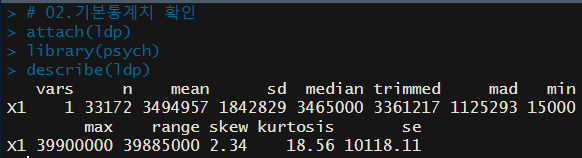 > # 02.기본통계치 확인
> attach(ldp)
> library(psych)
> describe(ldp)
vars n mean sd median trimmed mad min
X1 1 33172 3494957 1842829 3465000 3361217 1125293 15000
max range skew kurtosis se
X1 39900000 39885000 2.34 18.56 10118.11